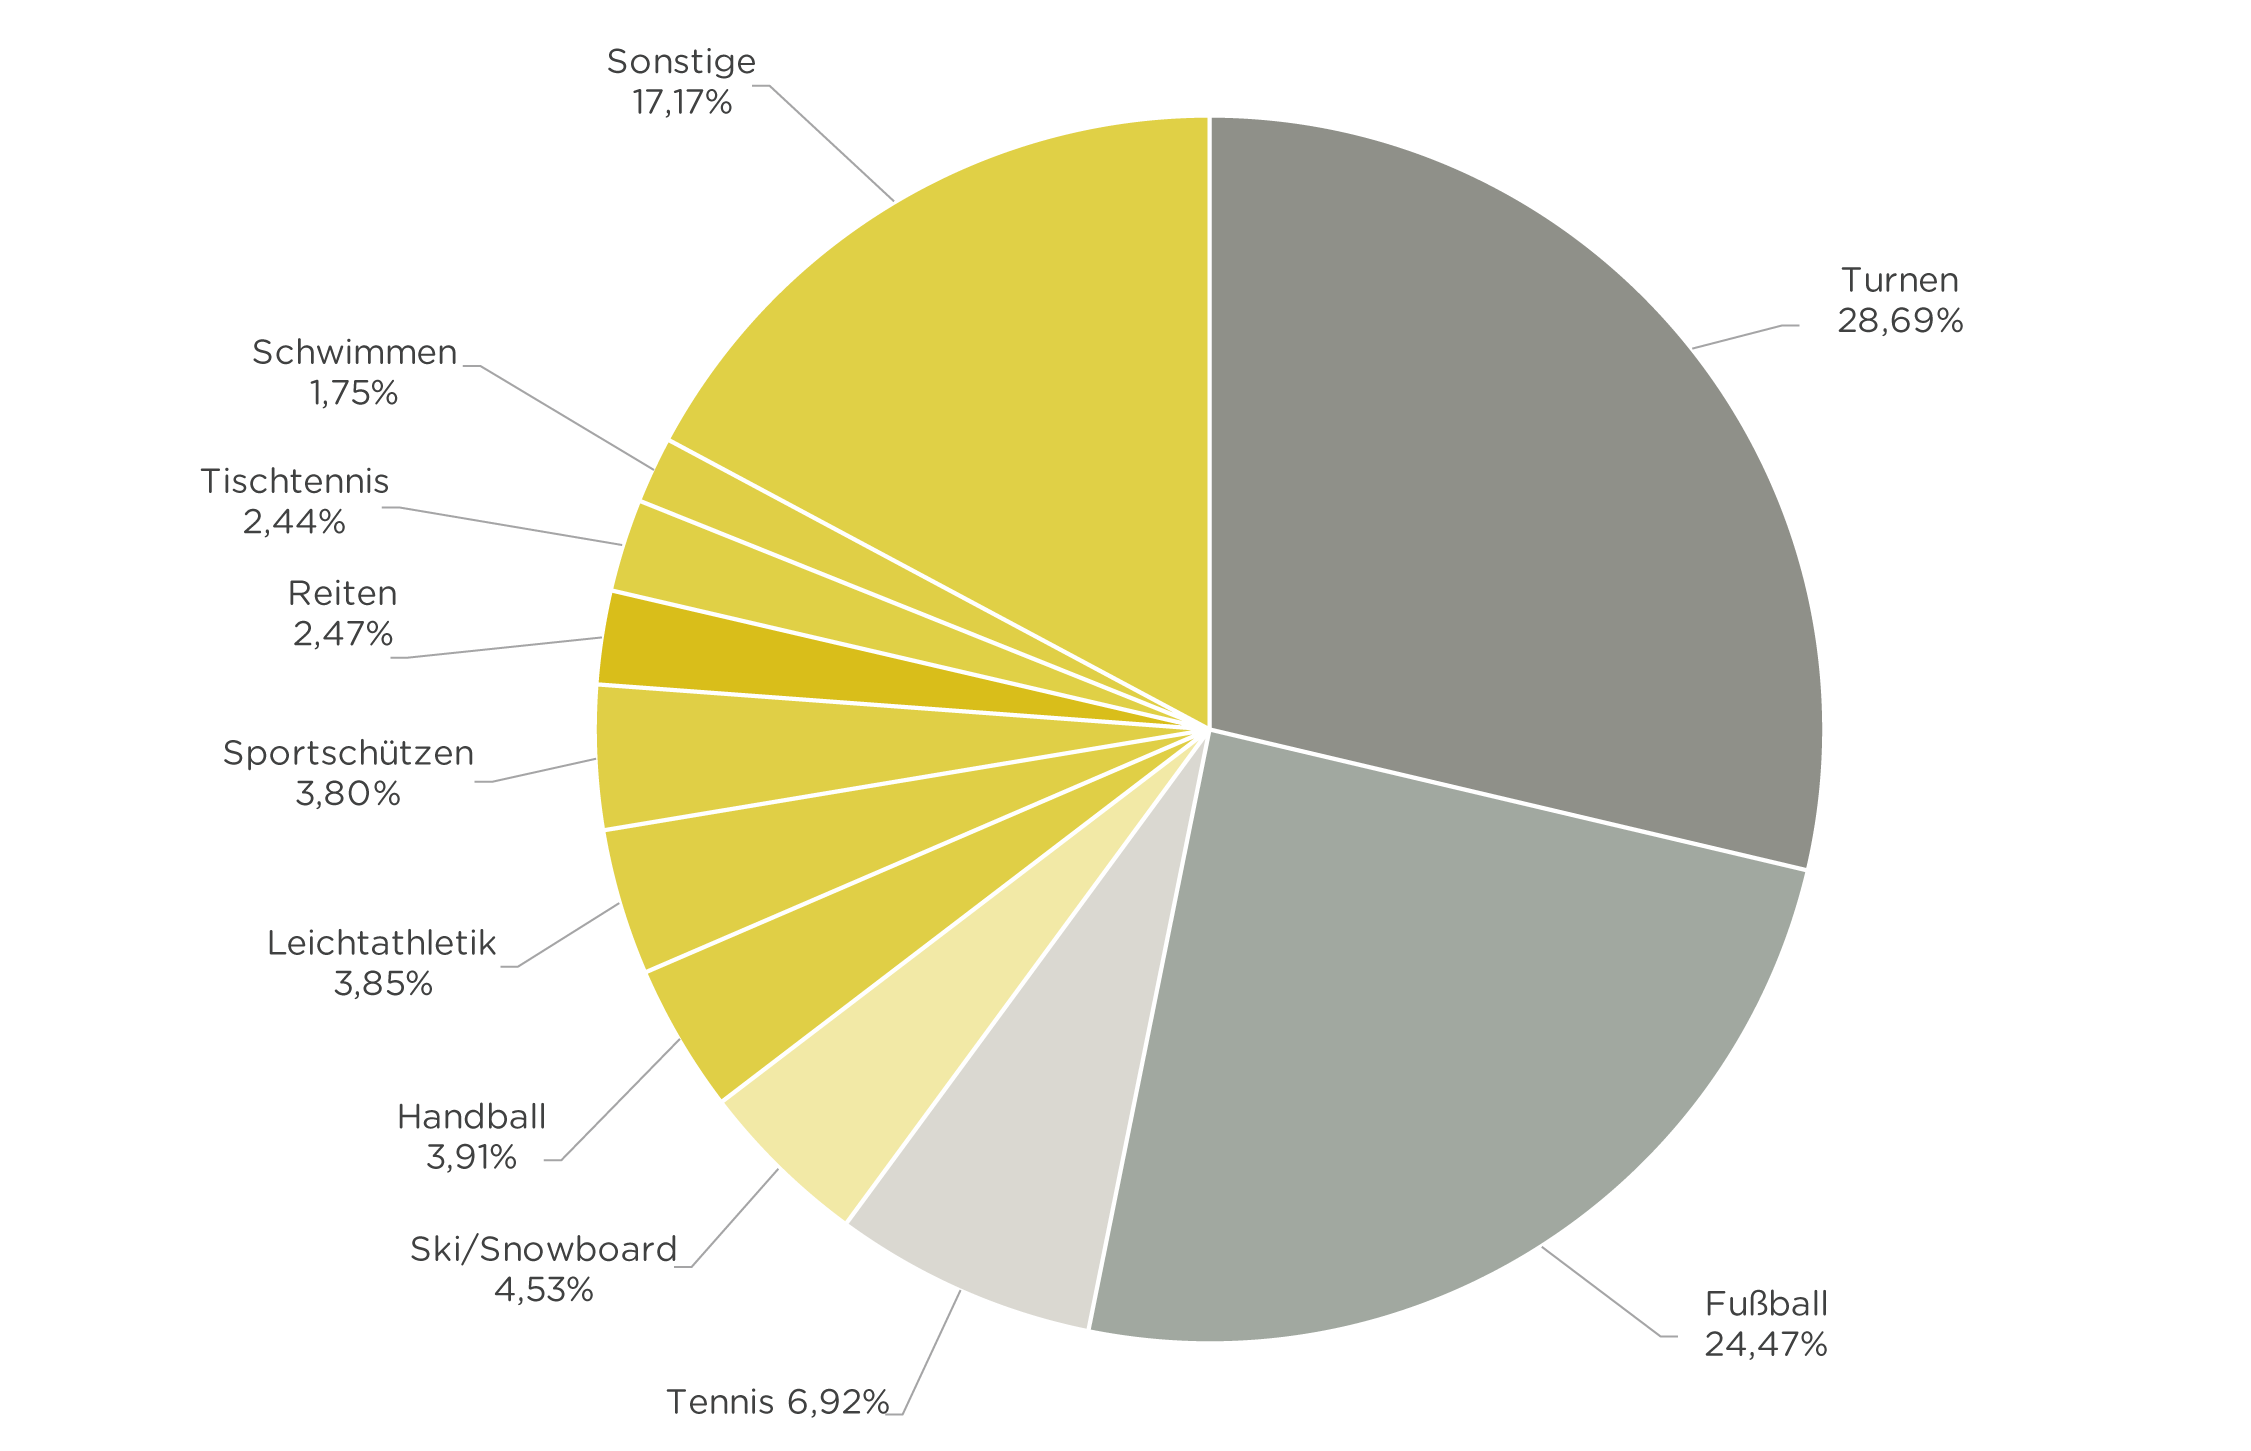 Sonstige
17,17%
Turnen
28,69%
Schwimmen
1,75%
Tischtennis
2,44%
Reiten
2,47%
Sportschützen
3,80%
Leichtathletik
3,85%
Handball
3,91%
Ski/Snowboard
4,53%
Fußball
24,47%
Tennis 6,92%